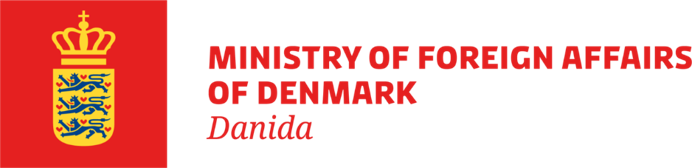 MINISTRY OF FOREIGN AFFAIRS
OF DENMARK
Danida